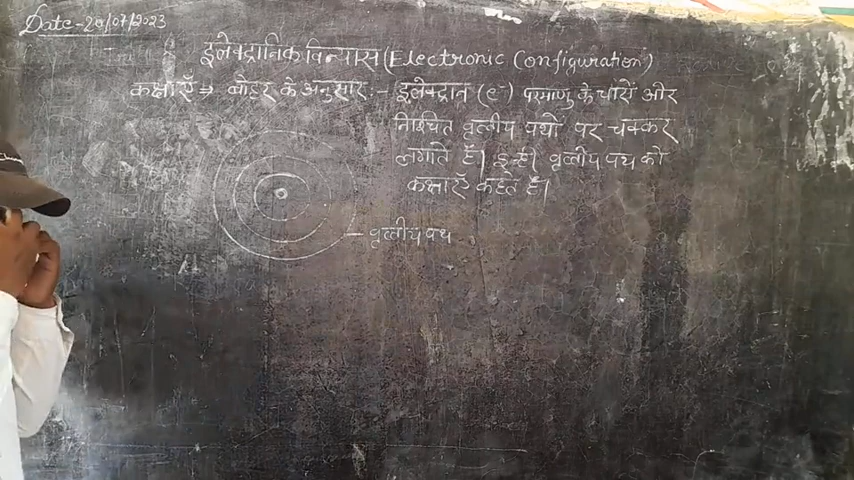 Date-20/07/2023
इलेक्ट्रानिक विन्यास (Electronic Configuration)
कक्षाएँ ⇒ बोहर के अनुसार :- इलेक्ट्रान (e⁻) परमाणु के चारों ओर
निश्चित वृत्तीय पथों पर चक्कर
लगाते हैं। इन्ही वृत्तीय पथ को
कक्षाएँ कहते हैं।
वृत्तीय पथ